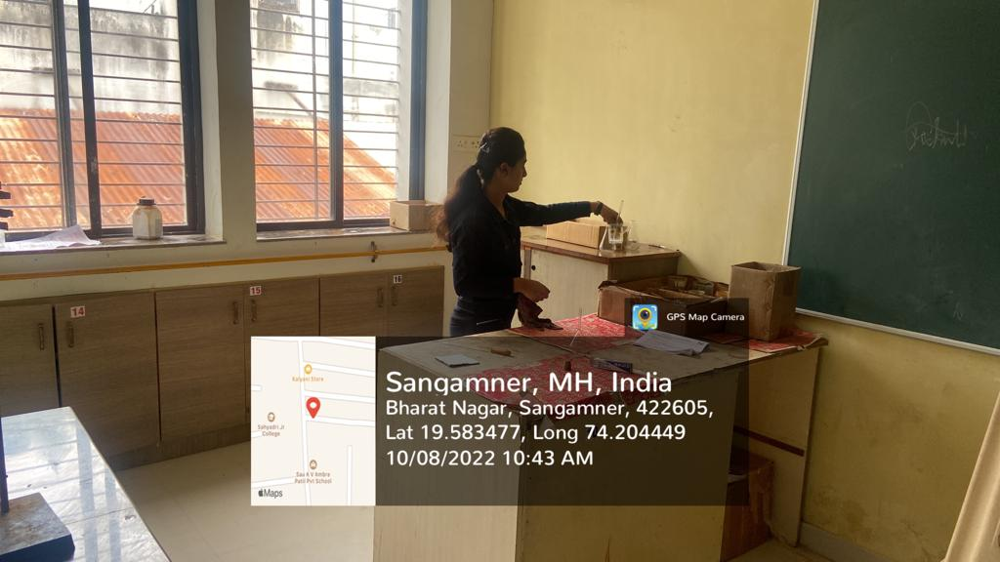 14
15
16
GPS Map Camera
Kalyani Store
Sahyadri Jr
College
Sau K V Ambre
Patil Pvt School
Maps
Sangamner, MH, India
Bharat Nagar, Sangamner, 422605,
Lat 19.583477, Long 74.204449
10/08/2022 10:43 AM